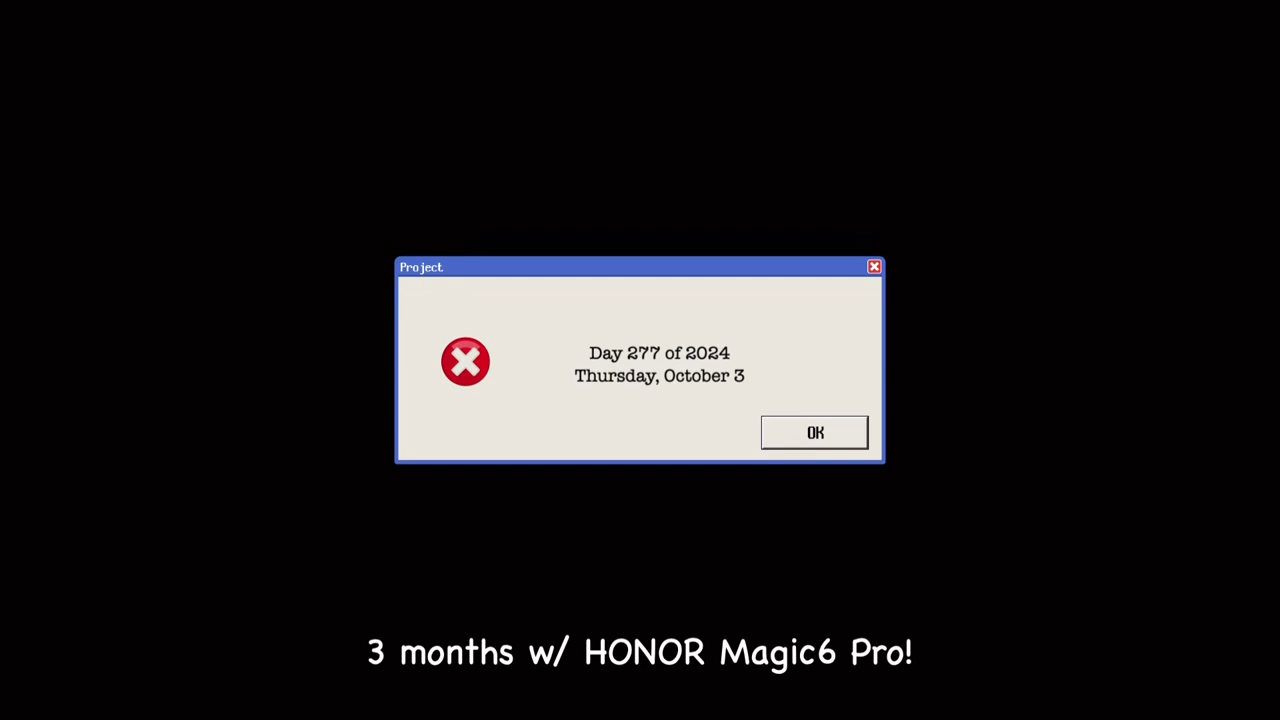 Project
Day 277 of 2024
Thursday, October 3
OK
3 months w/ HONOR Magic6 Pro!